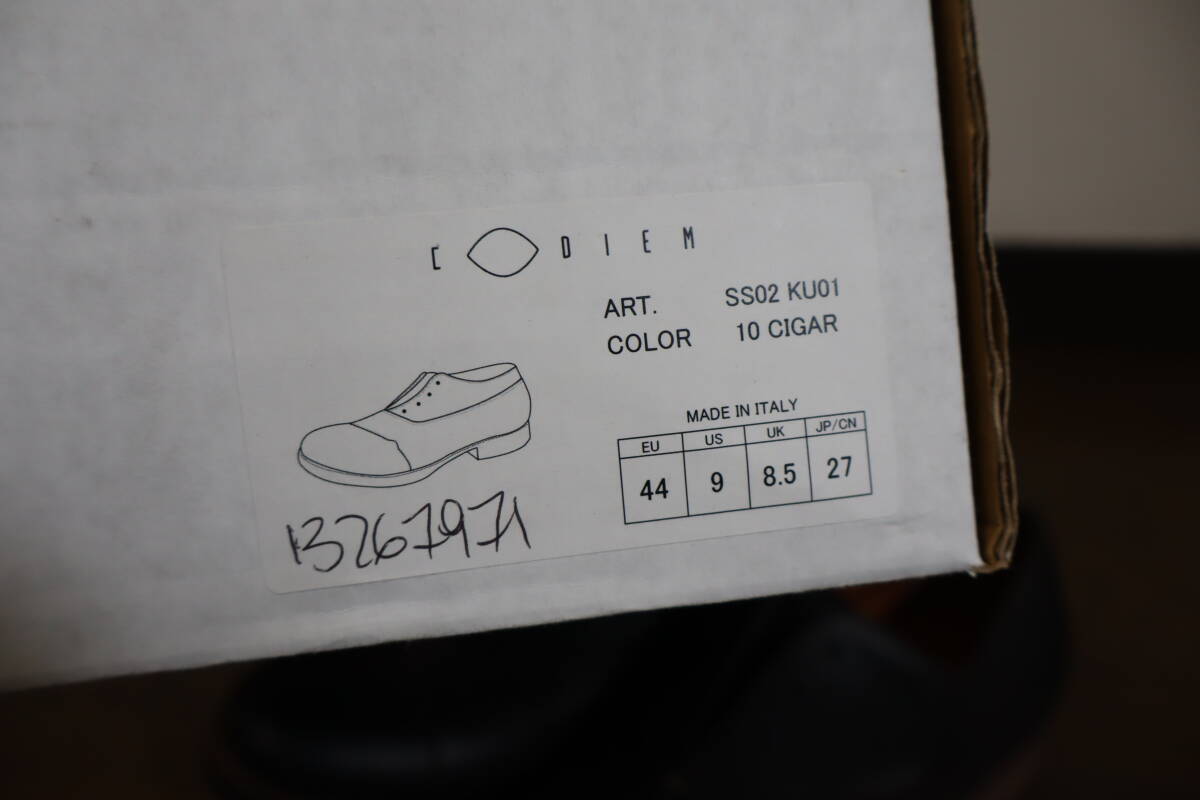 CODIEM
ART. SS02 KU01
COLOR 10 CIGAR
MADE IN ITALY
EU US UK JP/CN
44 9 8.5 27
13267971